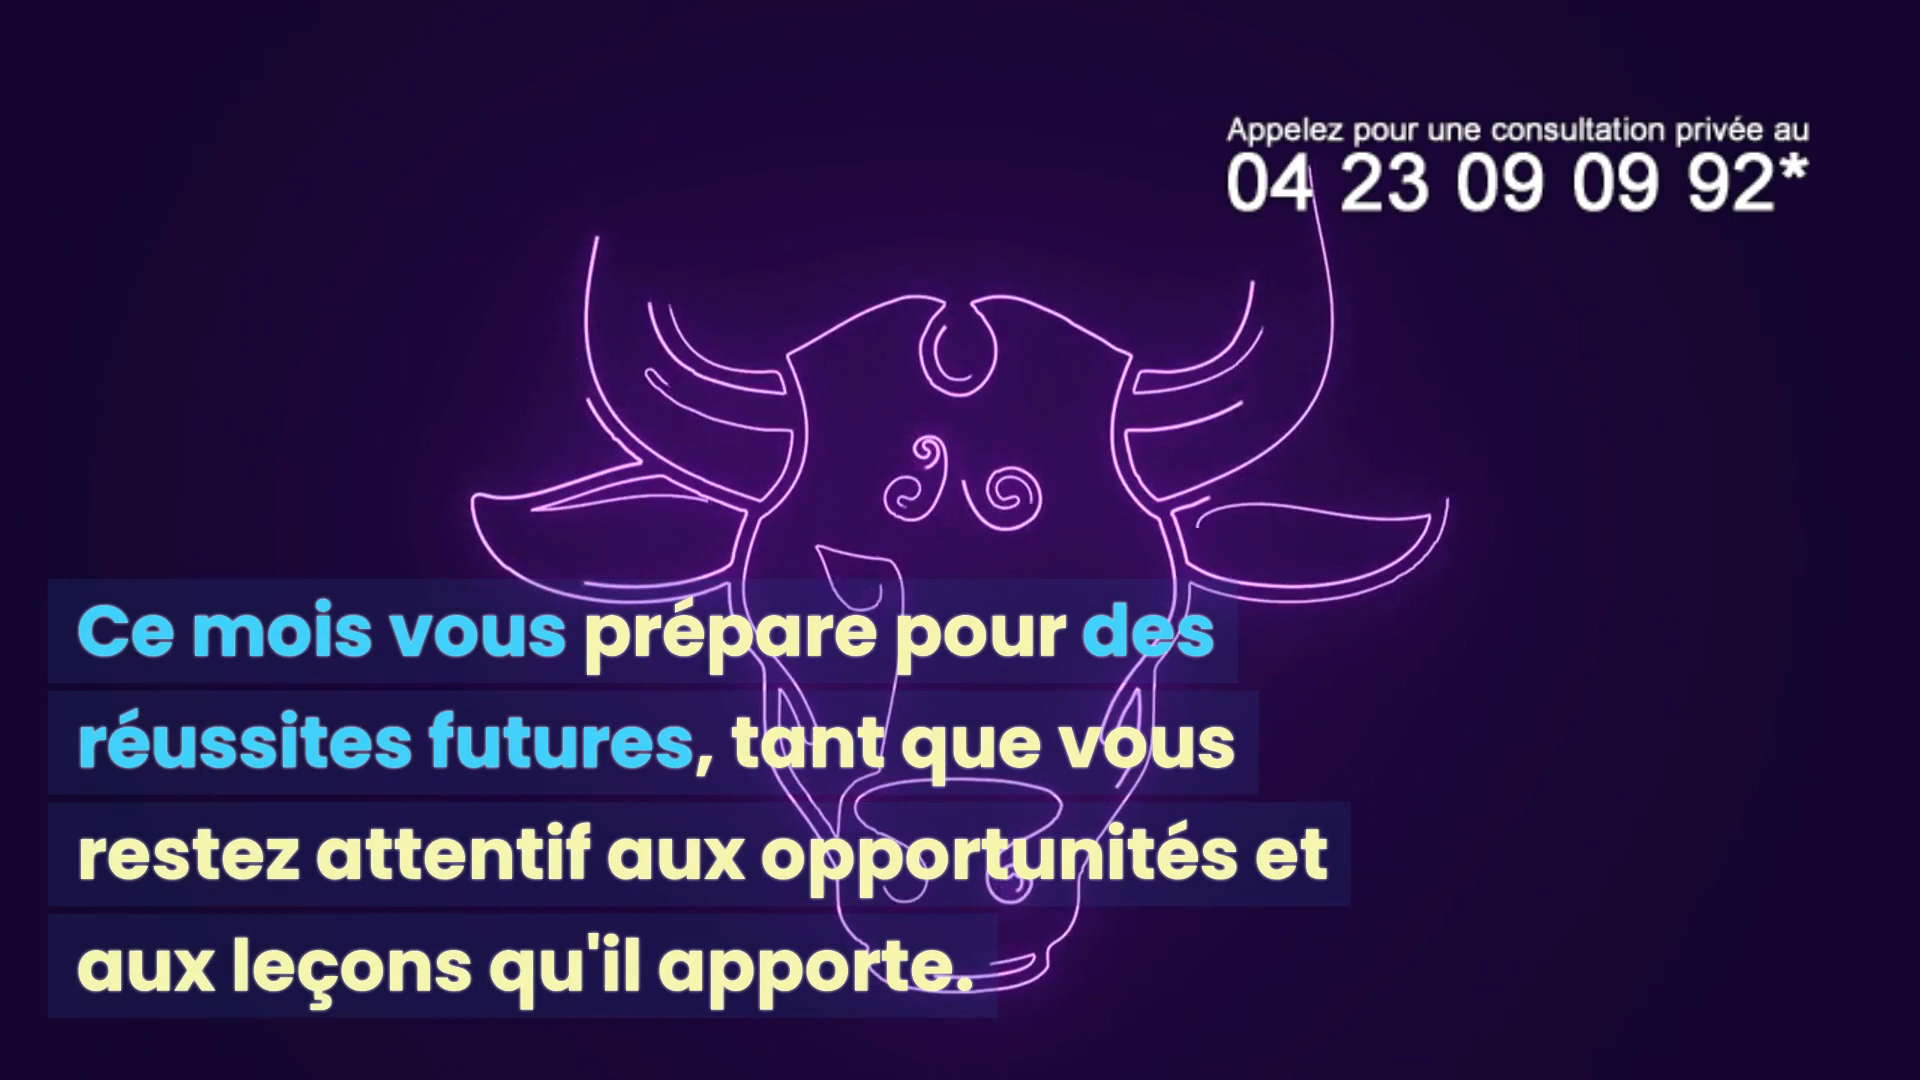 Appelez pour une consultation privée au
04 23 09 09 92*
Ce mois vous prépare pour des
réussites futures, tant que vous
restez attentif aux opportunités et
aux leçons qu'il apporte.